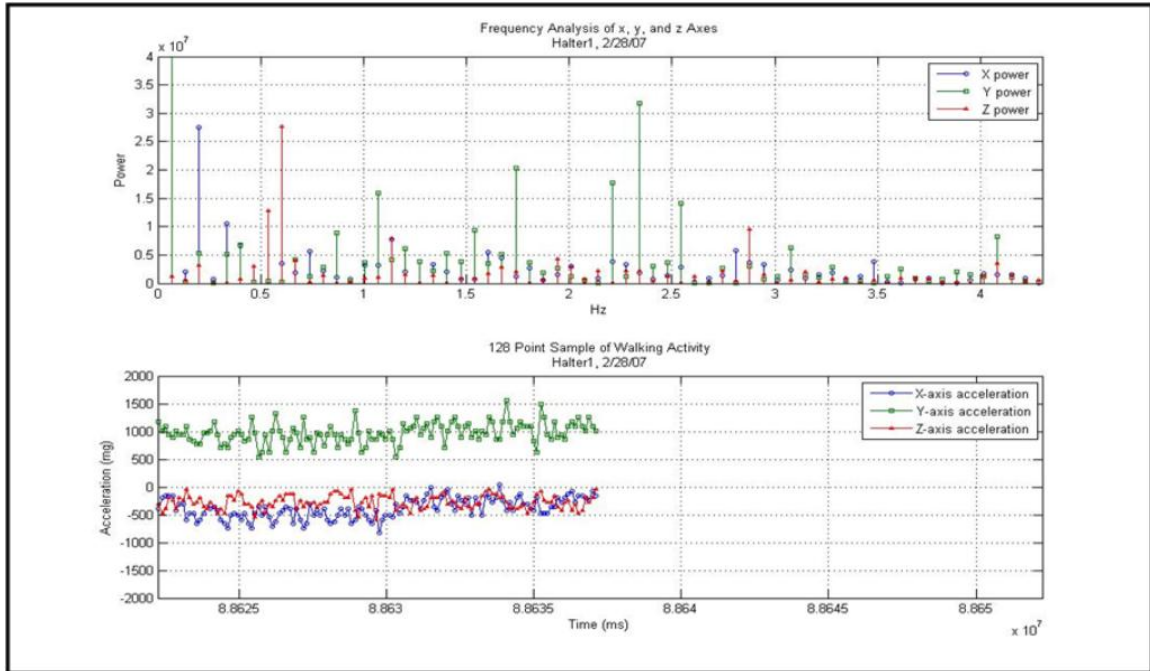 Frequency Analysis of x, y, and z Axes
Halter1, 2/28/07
x 10^7
4
3.5
3
2.5
2
1.5
1
0.5
0
Power
X power
Y power
Z power
0 0.5 1 1.5 2 2.5 3 3.5 4
Hz
128 Point Sample of Walking Activity
Halter1, 2/28/07
2000
1500
1000
500
0
-500
-1000
-1500
-2000
Acceleration (mg)
X-axis acceleration
Y-axis acceleration
Z-axis acceleration
8.8625 8.863 8.8635 8.864 8.8645 8.865
Time (ms)
x 10^7